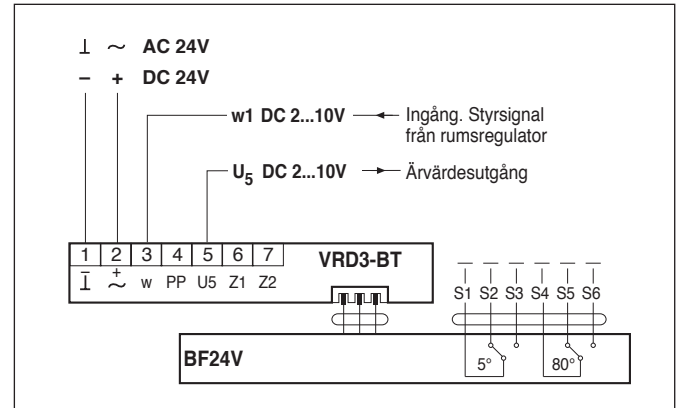 ⊥ ~ AC 24V
– + DC 24V
w1 DC 2...10V Ingång. Styrsignal
från rumsregulator
U5 DC 2...10V Ärvärdesutgång
1 2 3 4 5 6 7 VRD3-BT
⊥ – ~ + w PP U5 Z1 Z2
S1 S2 S3 S4 S5 S6
BF24V 5° 80°